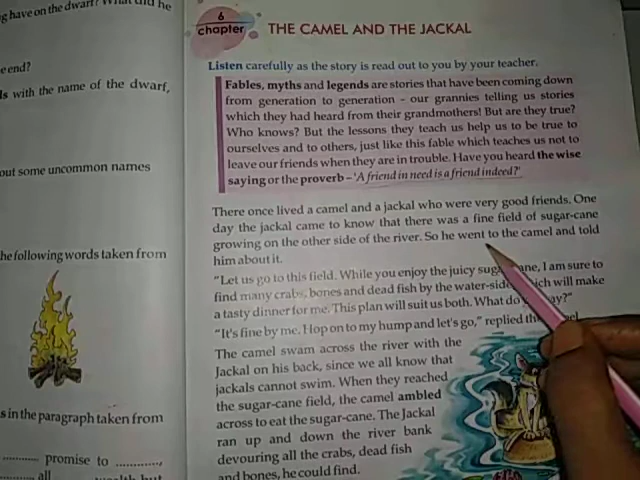 g have on the dwarf? What did he
e end?
ls with the name of the dwarf,
out some uncommon names
he following words taken from
s in the paragraph taken from
promise to
all
6
chapter
THE CAMEL AND THE JACKAL
Listen carefully as the story is read out to you by your teacher.
Fables, myths and legends are stories that have been coming down
from generation to generation - our grannies telling us stories
which they had heard from their grandmothers! But are they true?
Who knows? But the lessons they teach us help us to be true to
ourselves and to others, just like this fable which teaches us not to
leave our friends when they are in trouble. Have you heard the wise
saying or the proverb – 'A friend in need is a friend indeed?'
There once lived a camel and a jackal who were very good friends. One
day the jackal came to know that there was a fine field of sugar-cane
growing on the other side of the river. So he went to the camel and told
him about it.
"Let us go to this field. While you enjoy the juicy ane, I am sure to
find many crabs, bones and dead fish by the water-side which will make
a tasty dinner for me. This plan will suit us both. What do ay?"
"It's fine by me. Hop on to my hump and let's go," replied
The camel swam across the river with the
Jackal on his back, since we all know that
jackals cannot swim. When they reached
the sugar-cane field, the camel ambled
across to eat the sugar-cane. The Jackal
ran up and down the river bank
devouring all the crabs, dead fish
and bones, he could find.